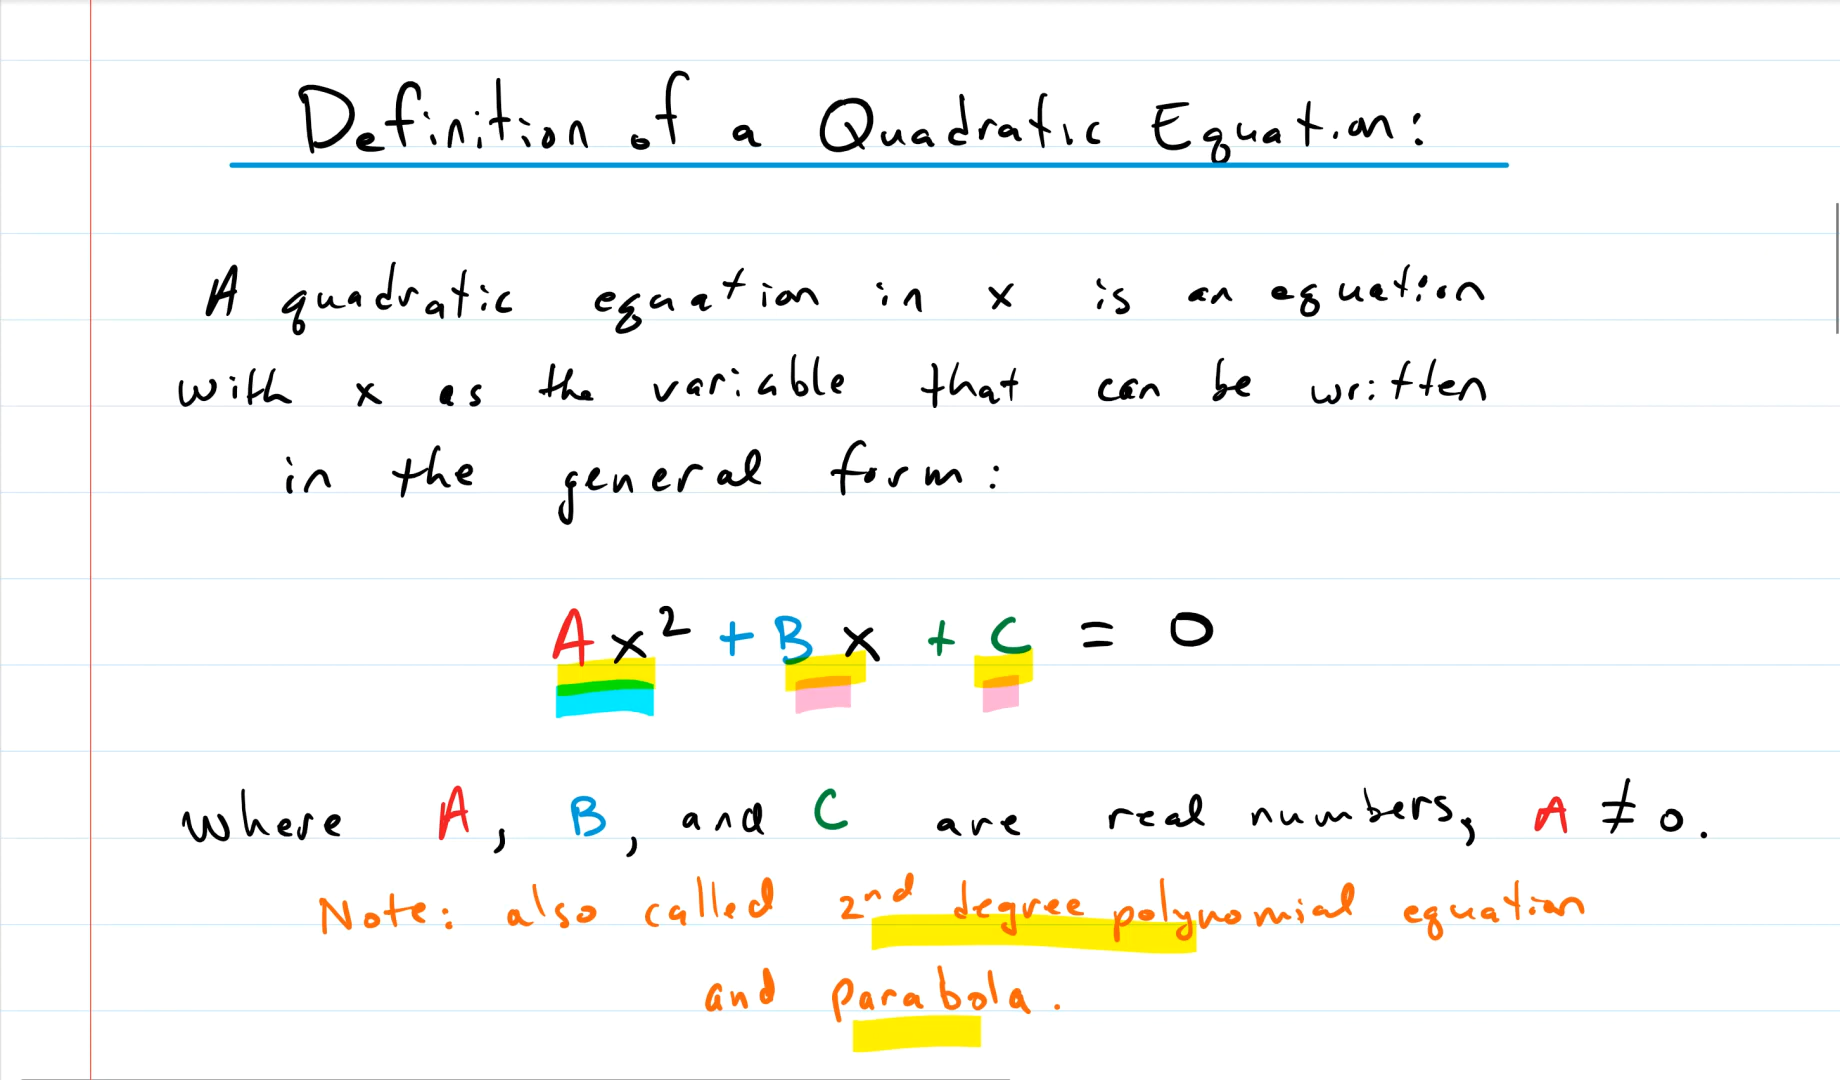 Definition of a Quadratic Equation:
A quadratic equation in x is an equation
with x as the variable that can be written
in the general form:
Ax² + Bx + C = 0
where A, B, and C are real numbers, A ≠ 0.
Note: also called 2nd degree polynomial equation
and parabola.